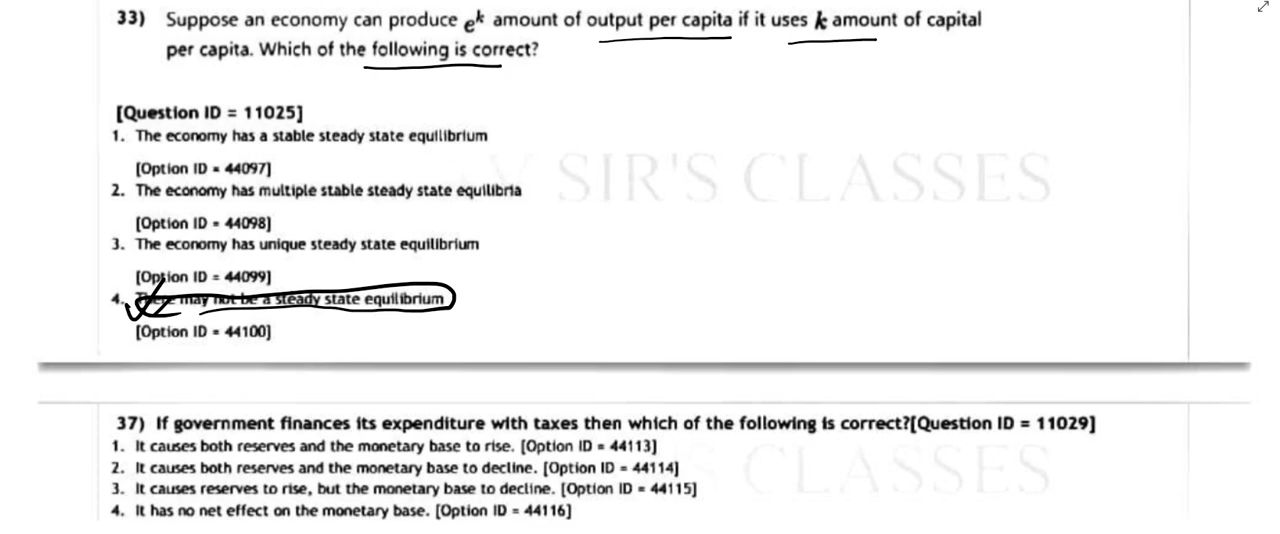 33) Suppose an economy can produce e^k amount of output per capita if it uses k amount of capital
per capita. Which of the following is correct?
[Question ID = 11025]
1. The economy has a stable steady state equilibrium
[Option ID = 44097]
2. The economy has multiple stable steady state equilibria
[Option ID = 44098]
SIR'S CLASSES
3. The economy has unique steady state equilibrium
[Option ID = 44099]
4. There may not be a steady state equilibrium
[Option ID = 44100]
37) If government finances its expenditure with taxes then which of the following is correct?[Question ID = 11029]
1. It causes both reserves and the monetary base to rise. [Option ID = 44113]
2. It causes both reserves and the monetary base to decline. [Option ID = 44114]
3. It causes reserves to rise, but the monetary base to decline. [Option ID = 44115]
4. It has no net effect on the monetary base. [Option ID = 44116]
CLASSES